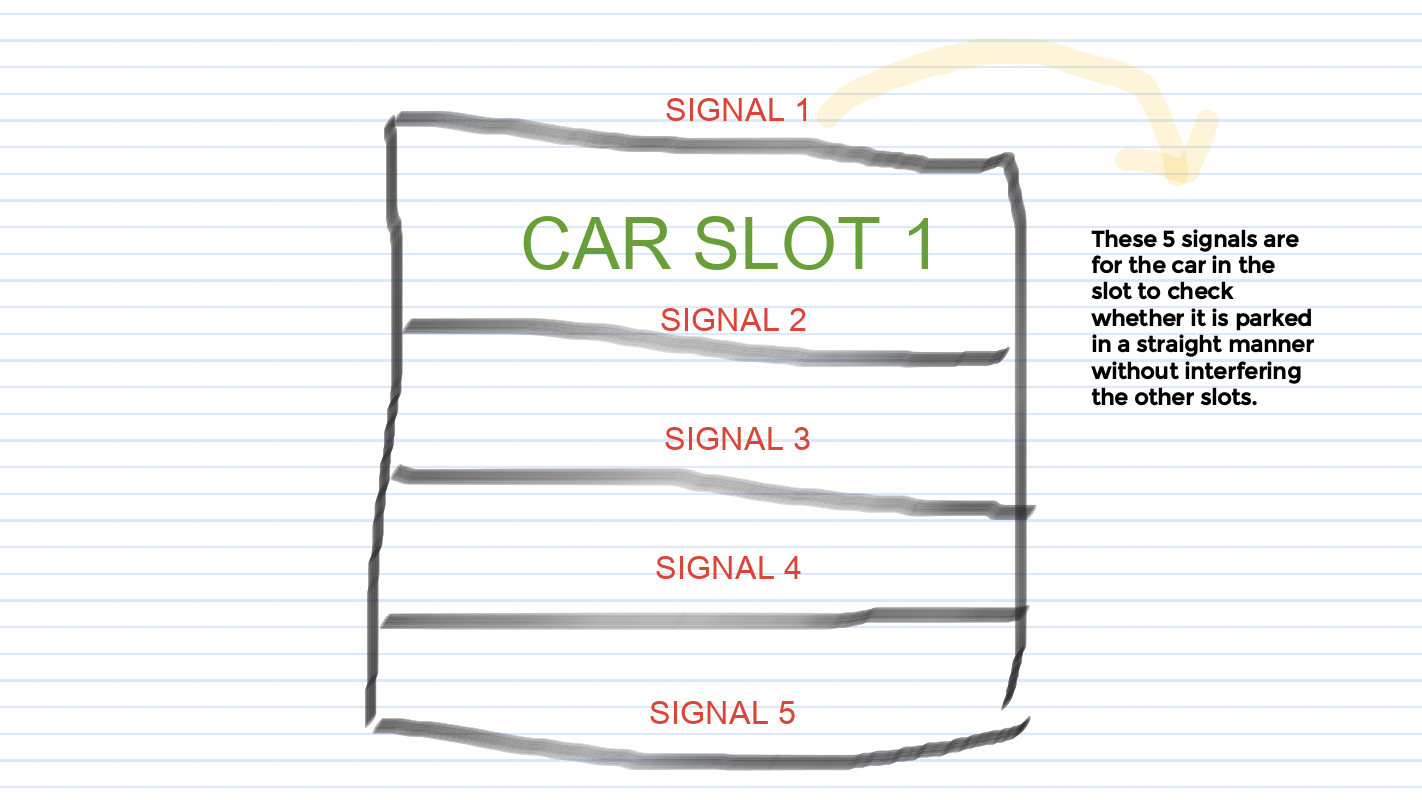 SIGNAL 1
CAR SLOT 1
SIGNAL 2
These 5 signals are
for the car in the
slot to check
whether it is parked
in a straight manner
without interfering
the other slots.
SIGNAL 3
SIGNAL 4
SIGNAL 5